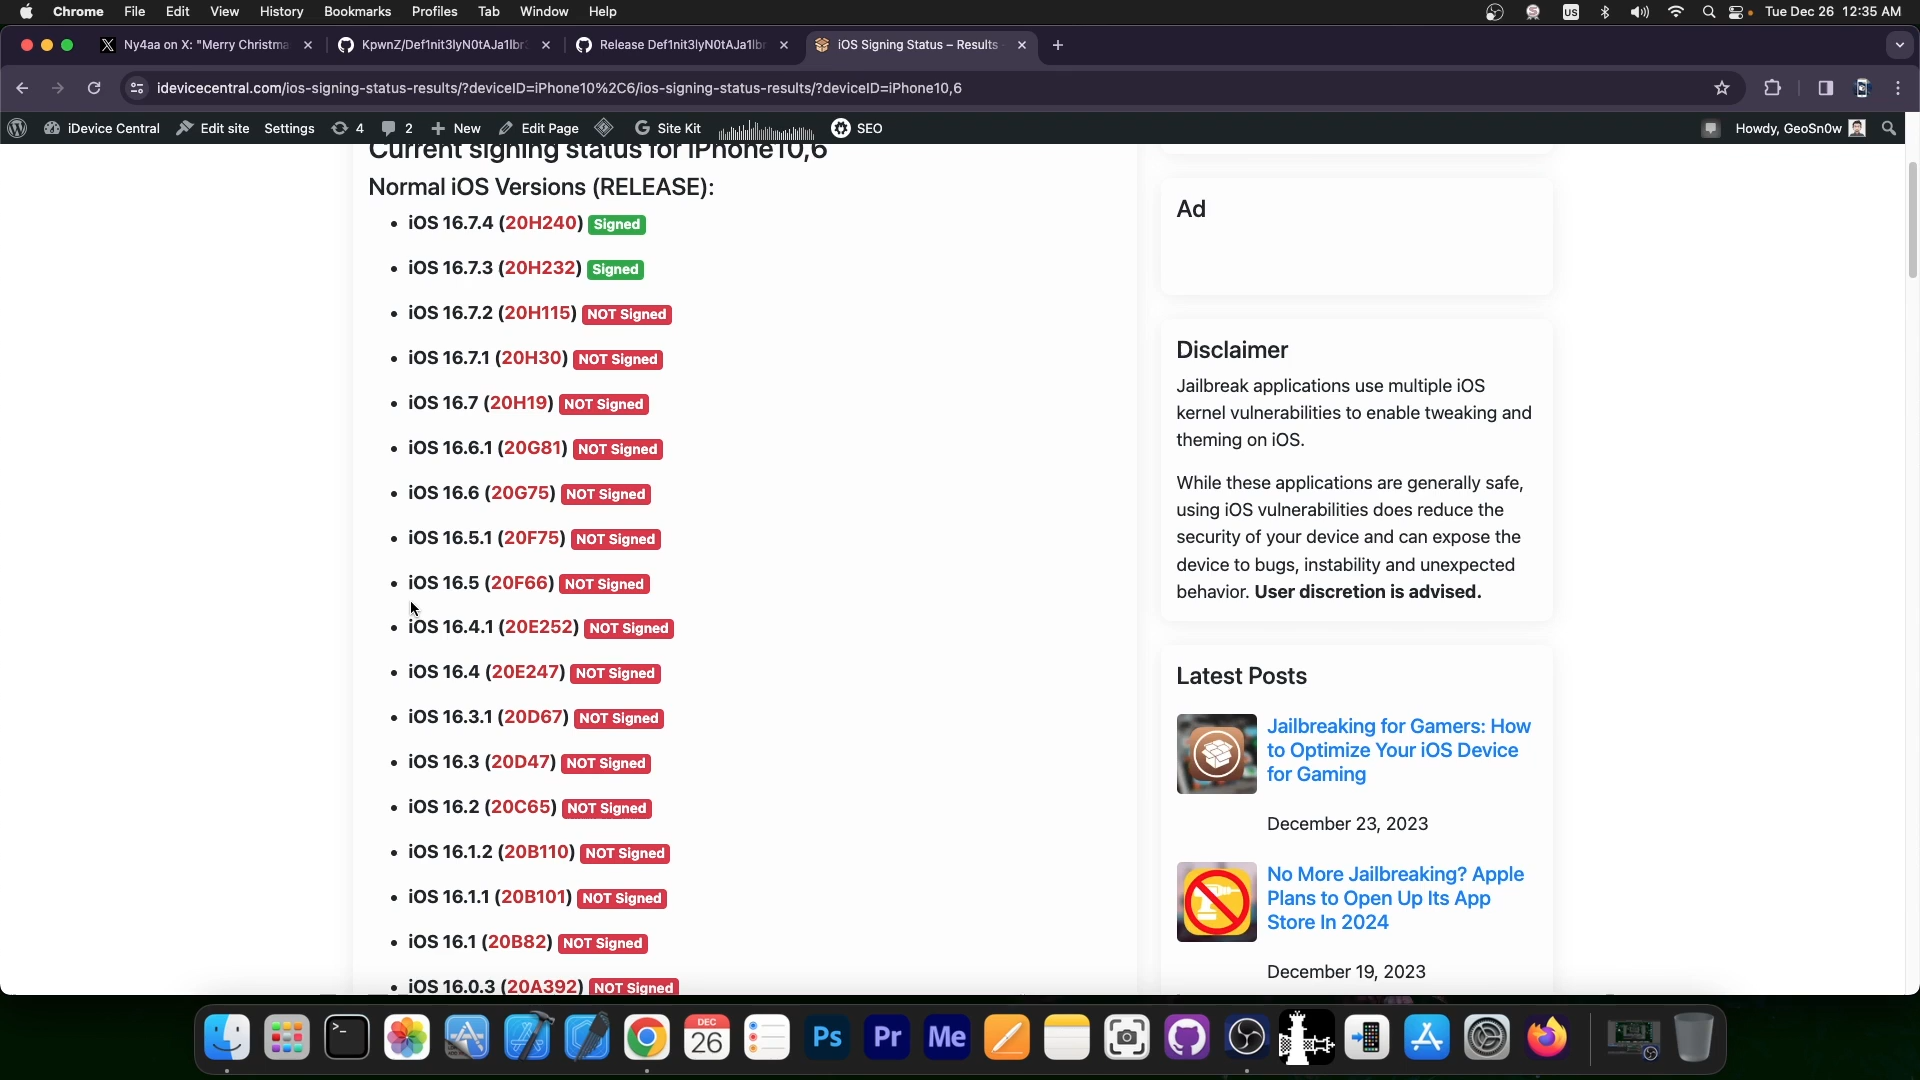 Chrome File Edit View History Bookmarks Profiles Tab Window Help US Tue Dec 26 12:35 AM
Ny4aa on X: "Merry Christma KpwnZ/Def1nit3lyN0tAJa1lbr Release Def1nit3lyN0tAJa1lbr iOS Signing Status – Results
idevicecentral.com/ios-signing-status-results/?deviceID=iPhone10%2C6/ios-signing-status-results/?deviceID=iPhone10,6
iDevice Central Edit site Settings 4 2 New Edit Page Site Kit SEO Howdy, GeoSn0w
Current signing status for iPhone10,6
Normal iOS Versions (RELEASE):
• iOS 16.7.4 (20H240) Signed
• iOS 16.7.3 (20H232) Signed
• iOS 16.7.2 (20H115) NOT Signed
• iOS 16.7.1 (20H30) NOT Signed
• iOS 16.7 (20H19) NOT Signed
• iOS 16.6.1 (20G81) NOT Signed
• iOS 16.6 (20G75) NOT Signed
• iOS 16.5.1 (20F75) NOT Signed
• iOS 16.5 (20F66) NOT Signed
• iOS 16.4.1 (20E252) NOT Signed
• iOS 16.4 (20E247) NOT Signed
• iOS 16.3.1 (20D67) NOT Signed
• iOS 16.3 (20D47) NOT Signed
• iOS 16.2 (20C65) NOT Signed
• iOS 16.1.2 (20B110) NOT Signed
• iOS 16.1.1 (20B101) NOT Signed
• iOS 16.1 (20B82) NOT Signed
• iOS 16.0.3 (20A392) NOT Signed
Ad
Disclaimer
Jailbreak applications use multiple iOS
kernel vulnerabilities to enable tweaking and
theming on iOS.
While these applications are generally safe,
using iOS vulnerabilities does reduce the
security of your device and can expose the
device to bugs, instability and unexpected
behavior. User discretion is advised.
Latest Posts
Jailbreaking for Gamers: How
to Optimize Your iOS Device
for Gaming
December 23, 2023
No More Jailbreaking? Apple
Plans to Open Up Its App
Store In 2024
December 19, 2023
DEC
26
Ps
Pr
Me